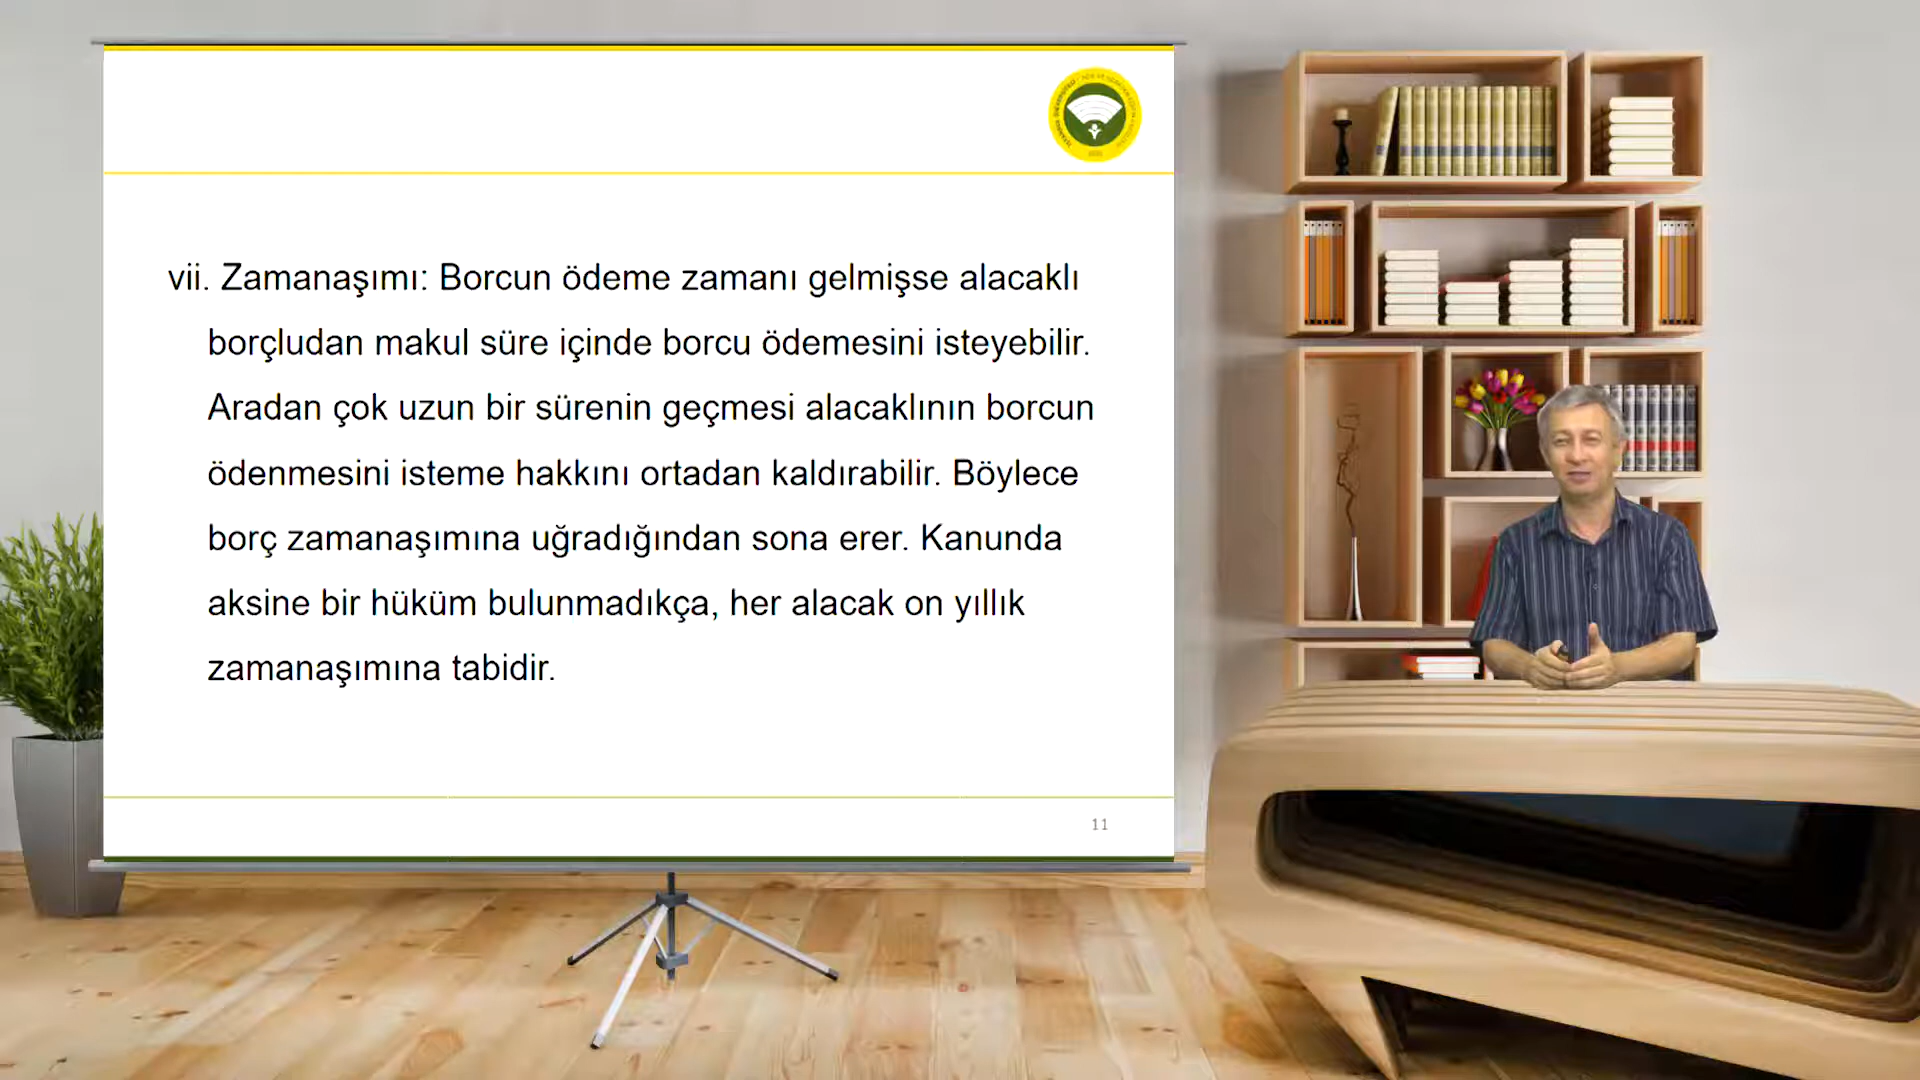 vii. Zamanaşımı: Borcun ödeme zamanı gelmişse alacaklı
borçludan makul süre içinde borcu ödemesini isteyebilir.
Aradan çok uzun bir sürenin geçmesi alacaklının borcun
ödenmesini isteme hakkını ortadan kaldırabilir. Böylece
borç zamanaşımına uğradığından sona erer. Kanunda
aksine bir hüküm bulunmadıkça, her alacak on yıllık
zamanaşımına tabidir.
11